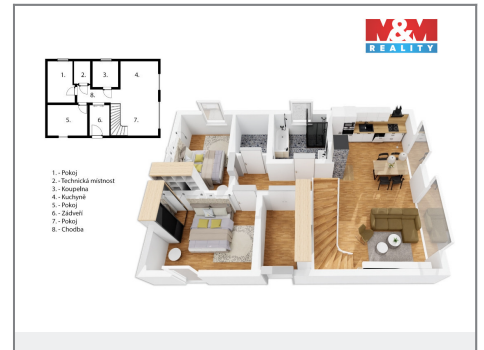 M&M
REALITY
1.
2.
3.
4.
8.
5.
6.
7.
1. - Pokoj
2. - Technická místnost
3. - Koupelna
4. - Kuchyně
5. - Pokoj
6. - Zádveří
7. - Pokoj
8. - Chodba